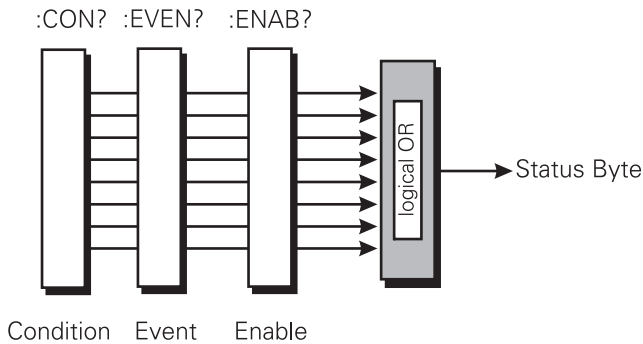 :CON? :EVEN? :ENAB?
logical OR
Status Byte
Condition Event Enable